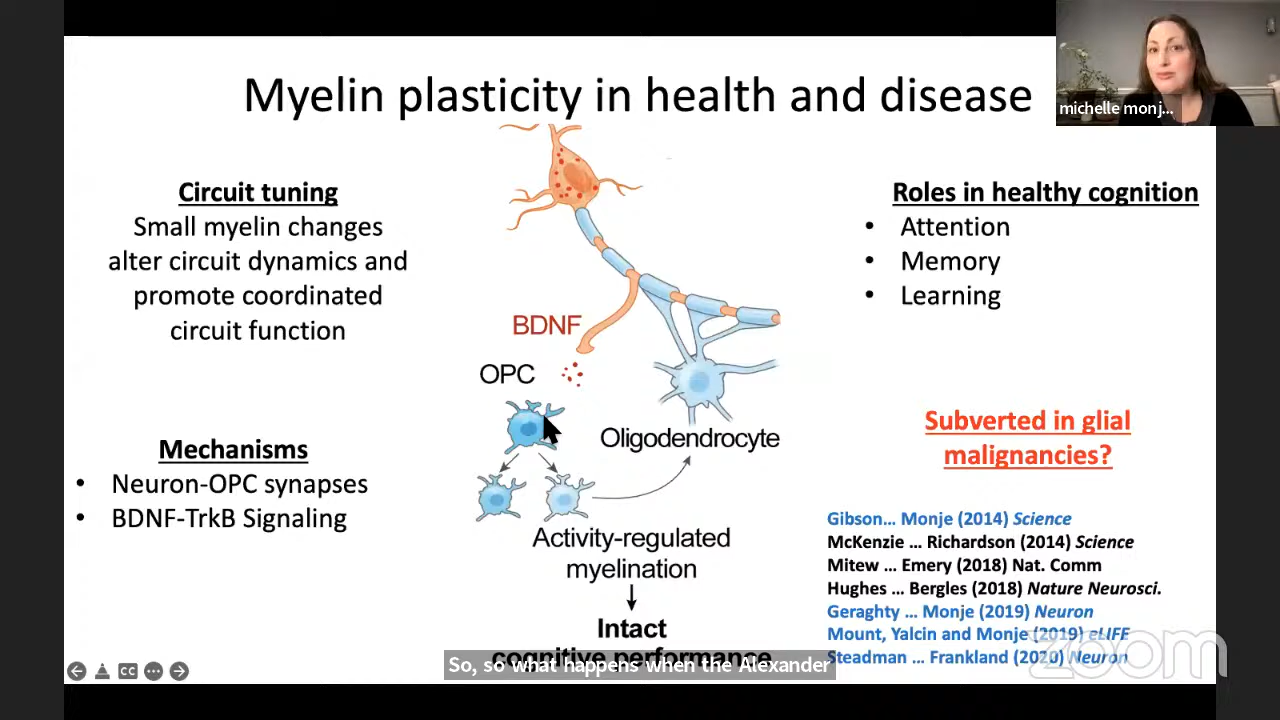 Myelin plasticity in health and disease
michelle monj...
Circuit tuning
Small myelin changes
alter circuit dynamics and
promote coordinated
circuit function
Mechanisms
Neuron-OPC synapses
BDNF-TrkB Signaling
BDNF
OPC
Oligodendrocyte
Activity-regulated
myelination
Intact
cognitive performance
Roles in healthy cognition
Attention
Memory
Learning
Subverted in glial
malignancies?
Gibson... Monje (2014) Science
McKenzie ... Richardson (2014) Science
Mitew ... Emery (2018) Nat. Comm
Hughes ... Bergles (2018) Nature Neurosci.
Geraghty ... Monje (2019) Neuron
Mount, Yalcin and Monje (2019) eLIFE
Steadman ... Frankland (2020) Neuron
zoom
CC
So, so what happens when the Alexander